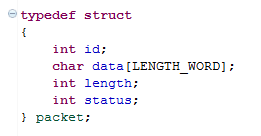 typedef struct
{
    int id;
    char data[LENGTH_WORD];
    int length;
    int status;
} packet;